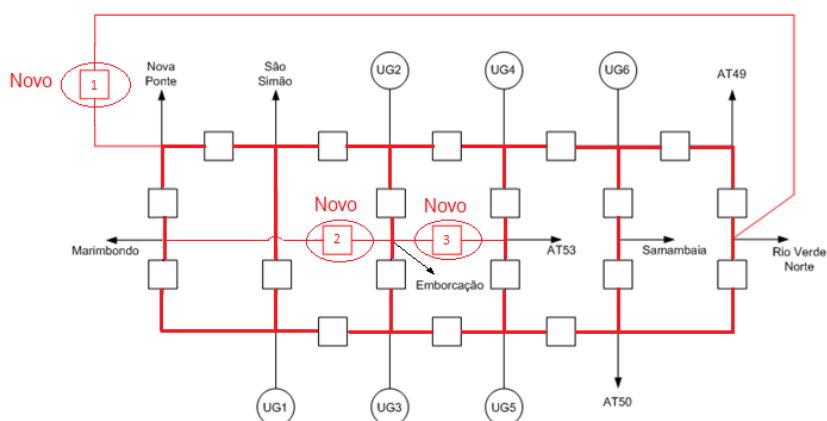 Novo
1
Nova
Ponte
São
Simão
UG2
UG4
UG6
AT49
Novo
Novo
2
3
Marimbondo
AT53
Samambaia
Rio Verde
Norte
Emborcação
UG1
UG3
UG5
AT50